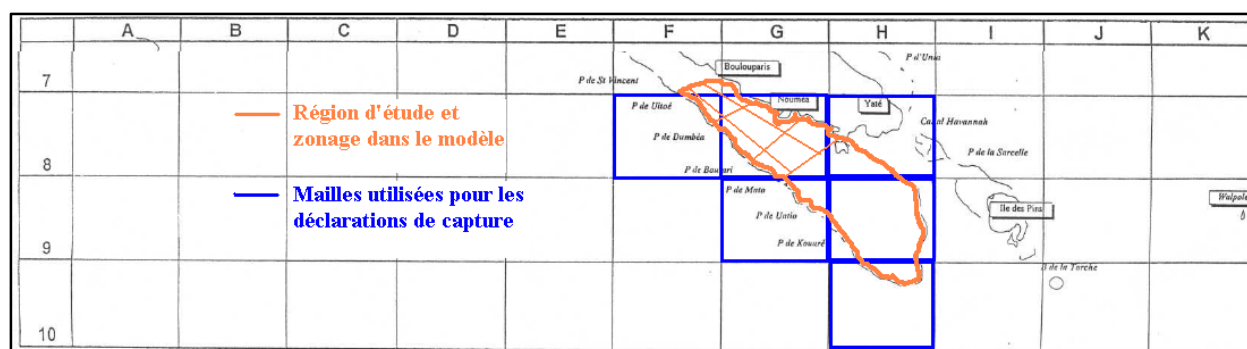 A B C D E F G H I J K
P d'Unia
Boulouparis
7
P de St Vincent
Nouméa
Yaté
P de Uitoé
Région d'étude et
zonage dans le modèle
Canal Havannah
P de Dumbéa
P de la Sarcelle
8
P de Boulari
Mailles utilisées pour les
déclarations de capture
P de Mato
Walpole
Ile des Pins
P de Uatio
P de Kouaré
9
de la Torche
10